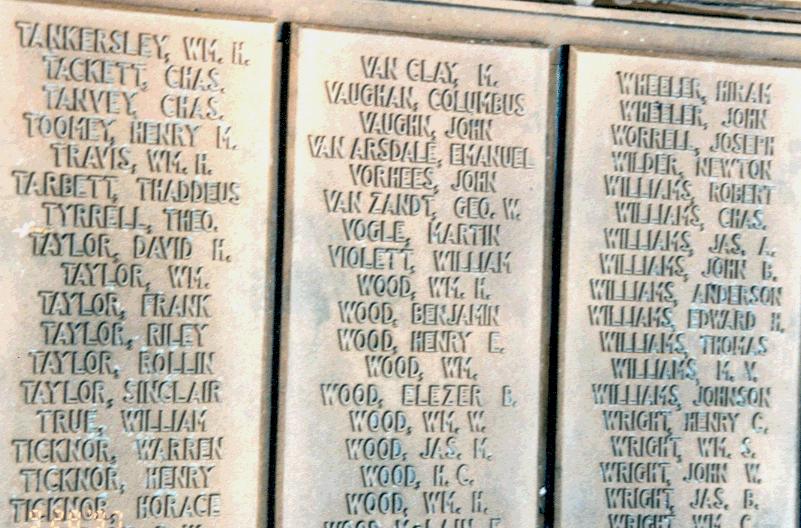 TANKERSLEY, WM. H.
TACKETT, CHAS.
TANVEY, CHAS.
TOOMEY, HENRY M.
TRAVIS, WM. H.
TARBETT, THADDEUS
TYRRELL, THEO.
TAYLOR, DAVID H.
TAYLOR, WM.
TAYLOR, FRANK
TAYLOR, RILEY
TAYLOR, ROLLIN
TAYLOR, SINCLAIR
TRUE, WILLIAM
TICKNOR, WARREN
TICKNOR, HENRY
TICKNOR, HORACE
VAN CLAY, M.
VAUGHAN, COLUMBUS
VAUGHN, JOHN
VAN ARSDALE, EMANUEL
VORHEES, JOHN
VAN ZANDT, GEO. W.
VOGLE, MARTIN
VIOLETT, WILLIAM
WOOD, WM. H.
WOOD, BENJAMIN
WOOD, HENRY E.
WOOD, WM.
WOOD, ELEZER B.
WOOD, WM. W.
WOOD, JAS. M.
WOOD, H. C.
WOOD, WM. H.
WOOD, McLAIN F.
WHEELER, HIRAM
WHEELER, JOHN
WORRELL, JOSEPH
WILDER, NEWTON
WILLIAMS, ROBERT
WILLIAMS, CHAS.
WILLIAMS, JAS. A.
WILLIAMS, JOHN B.
WILLIAMS, ANDERSON
WILLIAMS, EDWARD H.
WILLIAMS, THOMAS
WILLIAMS, M. V.
WILLIAMS, JOHNSON
WRIGHT, HENRY C.
WRIGHT, WM. S.
WRIGHT, JOHN W.
WRIGHT, JAS. B.
WRIGHT, WM. C.